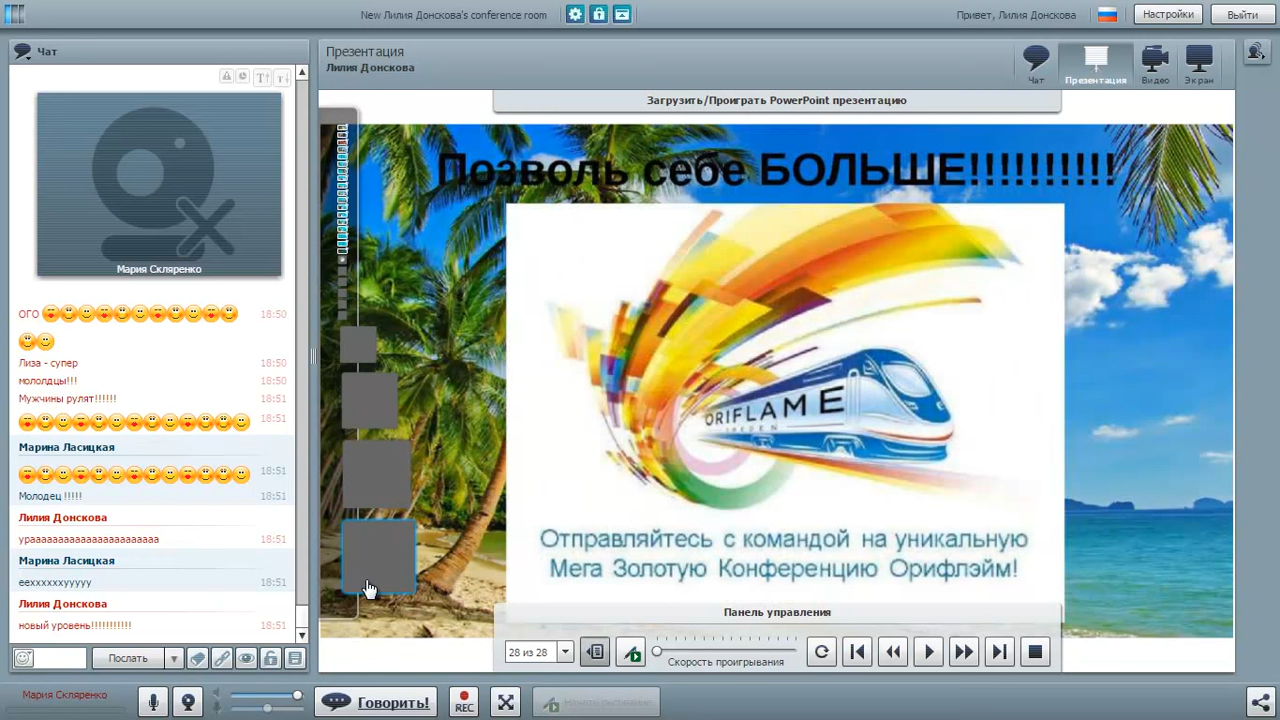 New Лилия Донскова's conference room
Привет, Лилия Донскова
Настройки
Выйти
Чат
Мария Скляренко
ОГО 18:50
Лиза - супер 18:50
мололдцы!!! 18:50
Мужчины рулят!!!!!! 18:51
18:51
Марина Ласицкая
18:51
Молодец !!!!! 18:51
Лилия Донскова
урааааааааааааааааааааааа 18:51
Марина Ласицкая
еехххххххууууу 18:51
Лилия Донскова
новый уровень!!!!!!!!!!! 18:51
Послать
Презентация
Лилия Донскова
Чат
Презентация
Видео
Экран
Загрузить/Проиграть PowerPoint презентацию
Позволь себе БОЛЬШЕ!!!!!!!!!!
ORIFLAME
SWEDEN
Отправляйтесь с командой на уникальную
Мега Золотую Конференцию Орифлэйм!
Панель управления
28 из 28
Скорость проигрывания
Мария Скляренко
Говорить!
REC